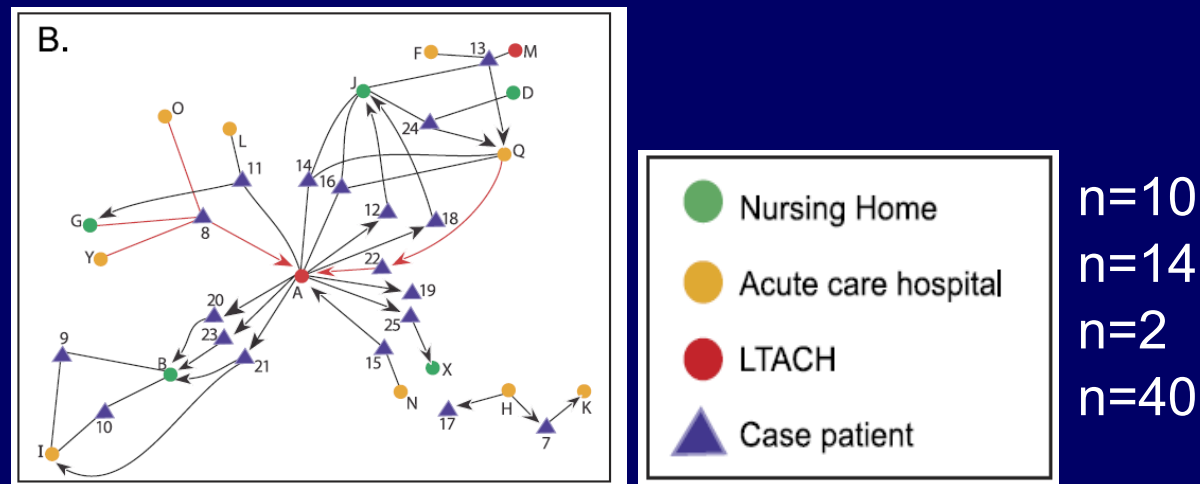 B.
F
13
M
J
D
O
24
L
Q
11
14
16
12
18
G
8
Y
22
A
19
20
25
23
9
B
21
15
X
10
N
H
K
17
7
I
Nursing Home
Acute care hospital
LTACH
Case patient
n=10
n=14
n=2
n=40